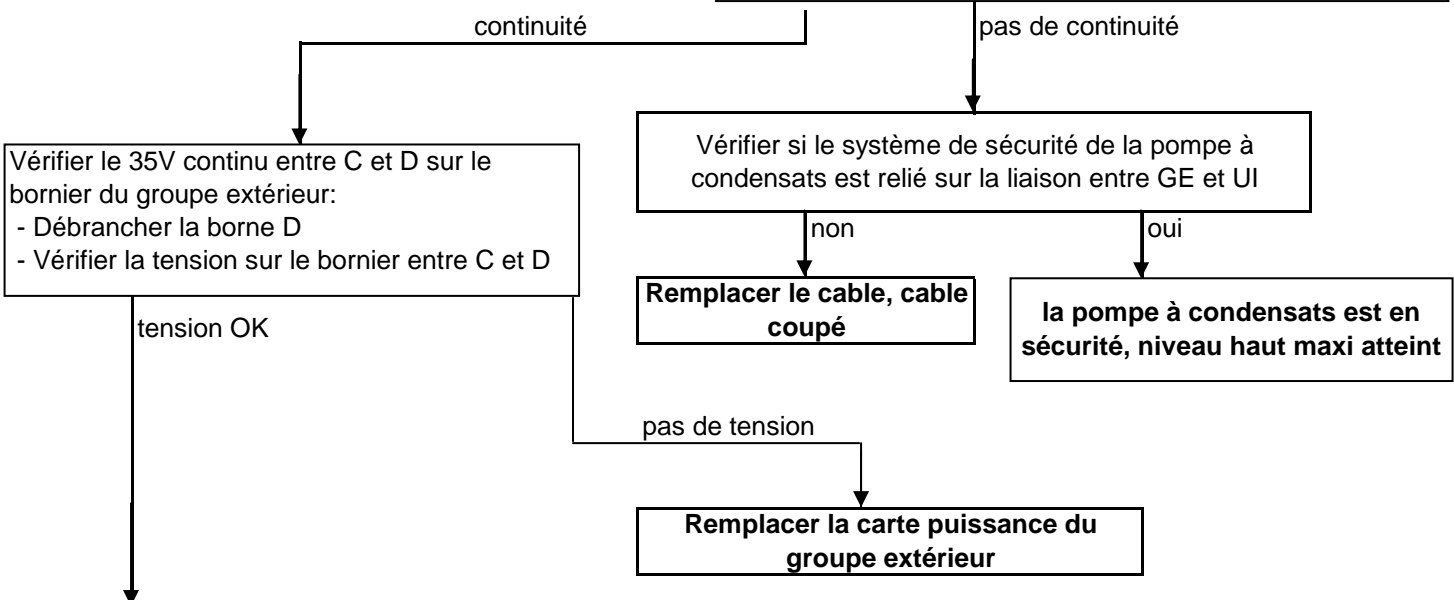 continuité
pas de continuité
Vérifier le 35V continu entre C et D sur le
bornier du groupe extérieur:
- Débrancher la borne D
- Vérifier la tension sur le bornier entre C et D
Vérifier si le système de sécurité de la pompe à
condensats est relié sur la liaison entre GE et UI
non
oui
Remplacer le cable, cable
coupé
la pompe à condensats est en
sécurité, niveau haut maxi atteint
tension OK
pas de tension
Remplacer la carte puissance du
groupe extérieur